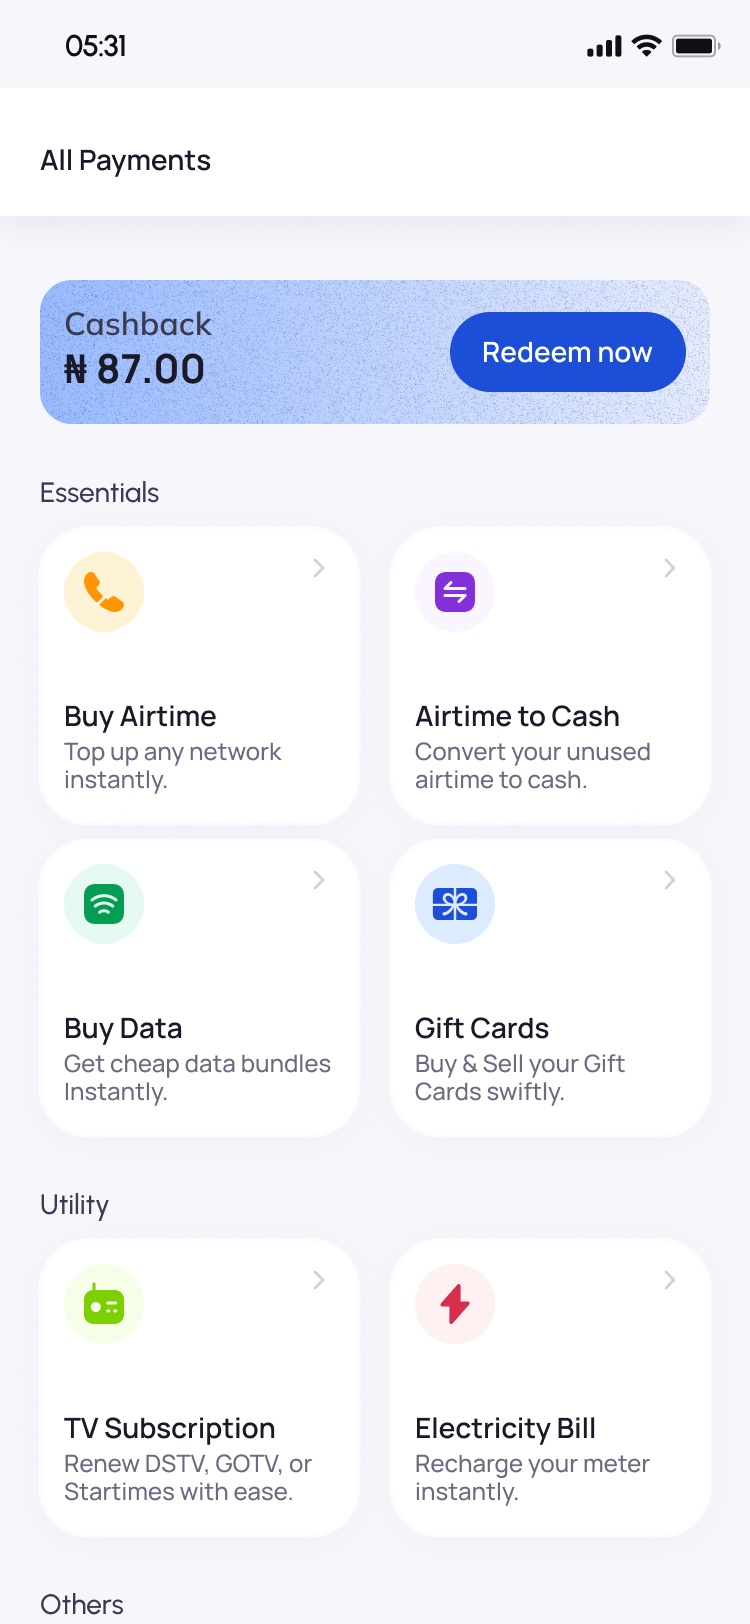 05:31
All Payments
Cashback
₦ 87.00
Redeem now
Essentials
Buy Airtime
Top up any network
instantly.
Airtime to Cash
Convert your unused
airtime to cash.
Buy Data
Get cheap data bundles
Instantly.
Gift Cards
Buy & Sell your Gift
Cards swiftly.
Utility
TV Subscription
Renew DSTV, GOTV, or
Startimes with ease.
Electricity Bill
Recharge your meter
instantly.
Others